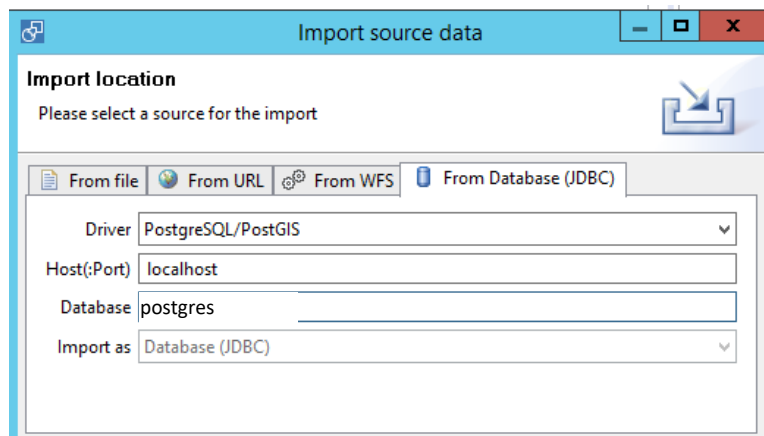 Import source data
Import location
Please select a source for the import
From file From URL From WFS From Database (JDBC)
Driver PostgreSQL/PostGIS
Host(:Port) localhost
Database postgres
Import as Database (JDBC)